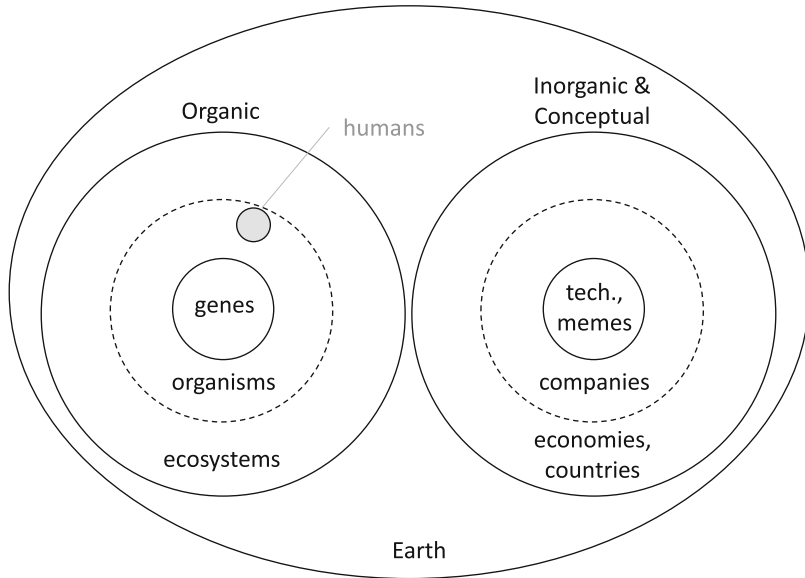 Organic
humans
Inorganic &
Conceptual
genes
organisms
ecosystems
tech.,
memes
companies
economies,
countries
Earth